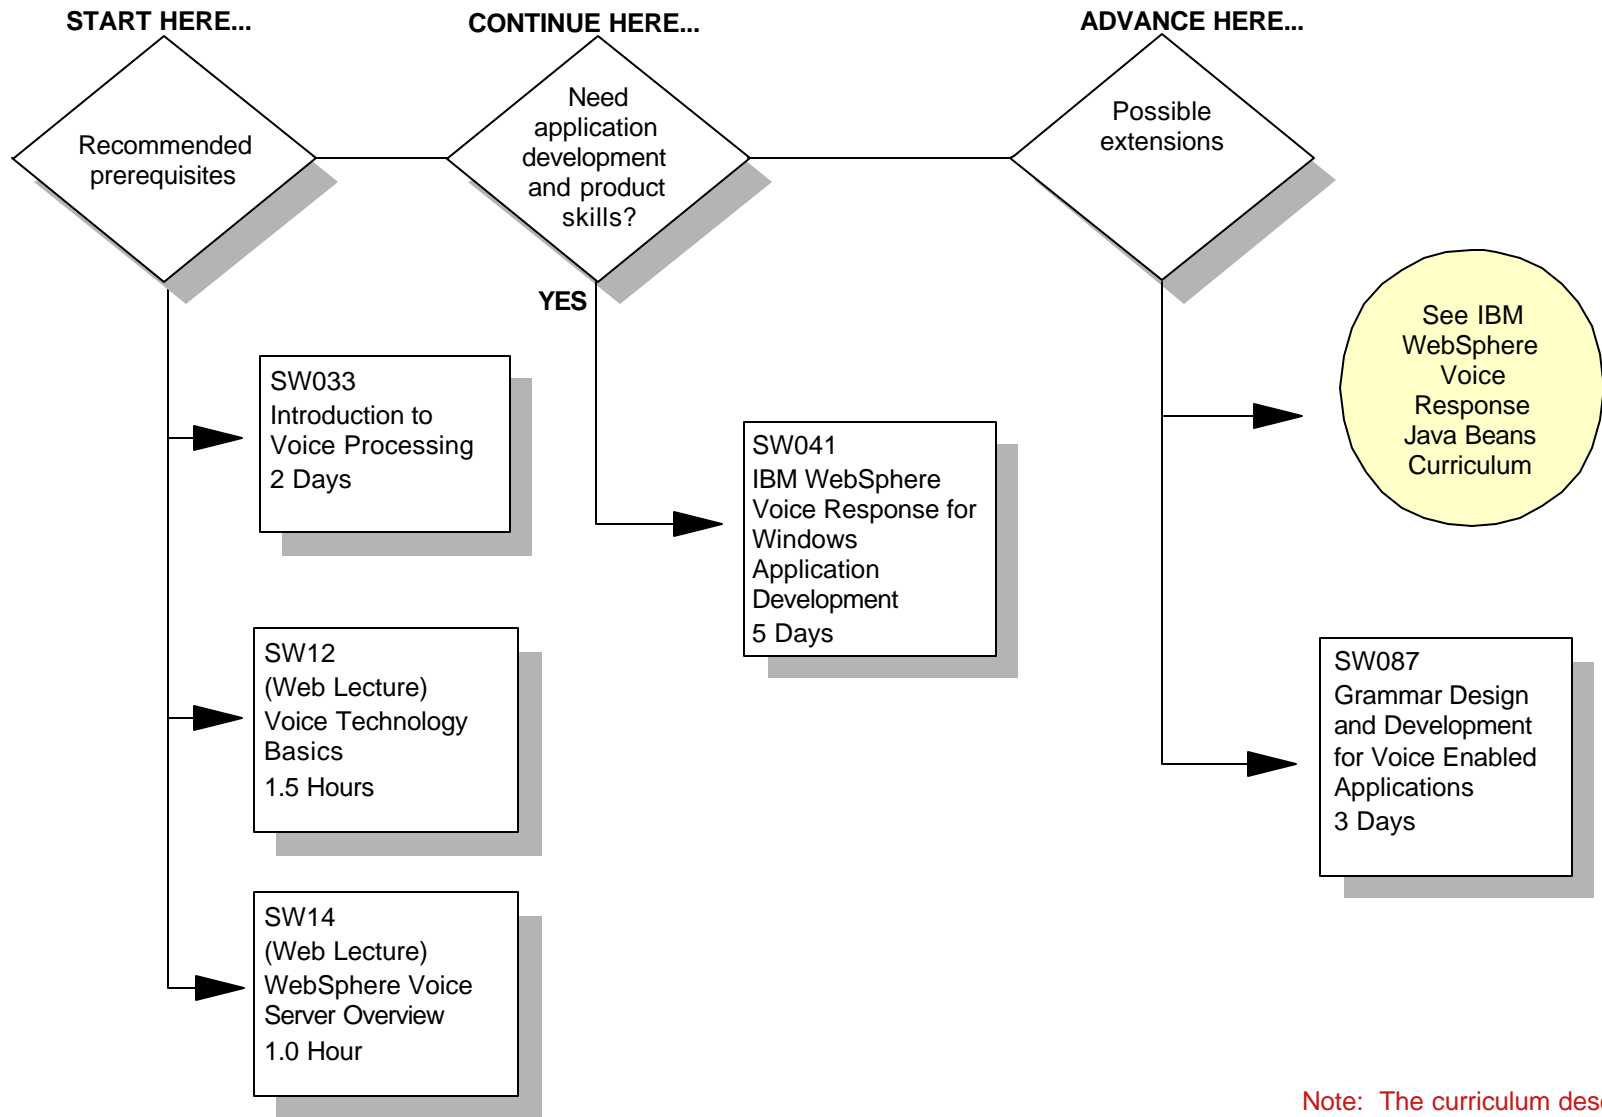 START HERE...
CONTINUE HERE...
ADVANCE HERE...
Recommended
prerequisites
Need
application
development
and product
skills?
Possible
extensions
YES
See IBM
WebSphere
Voice
Response
Java Beans
Curriculum
SW033
Introduction to
Voice Processing
2 Days
SW041
IBM WebSphere
Voice Response for
Windows
Application
Development
5 Days
SW12
(Web Lecture)
Voice Technology
Basics
1.5 Hours
SW087
Grammar Design
and Development
for Voice Enabled
Applications
3 Days
SW14
(Web Lecture)
WebSphere Voice
Server Overview
1.0 Hour
Note: The curriculum